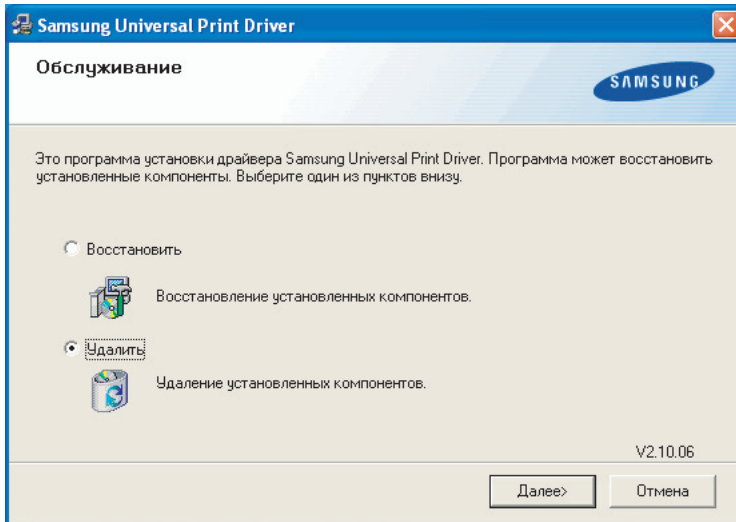 Samsung Universal Print Driver
Обслуживание
SAMSUNG
Это программа установки драйвера Samsung Universal Print Driver. Программа может восстановить
установленные компоненты. Выберите один из пунктов внизу.
Восстановить
Восстановление установленных компонентов.
Удалить
Удаление установленных компонентов.
V2.10.06
Далее>
Отмена